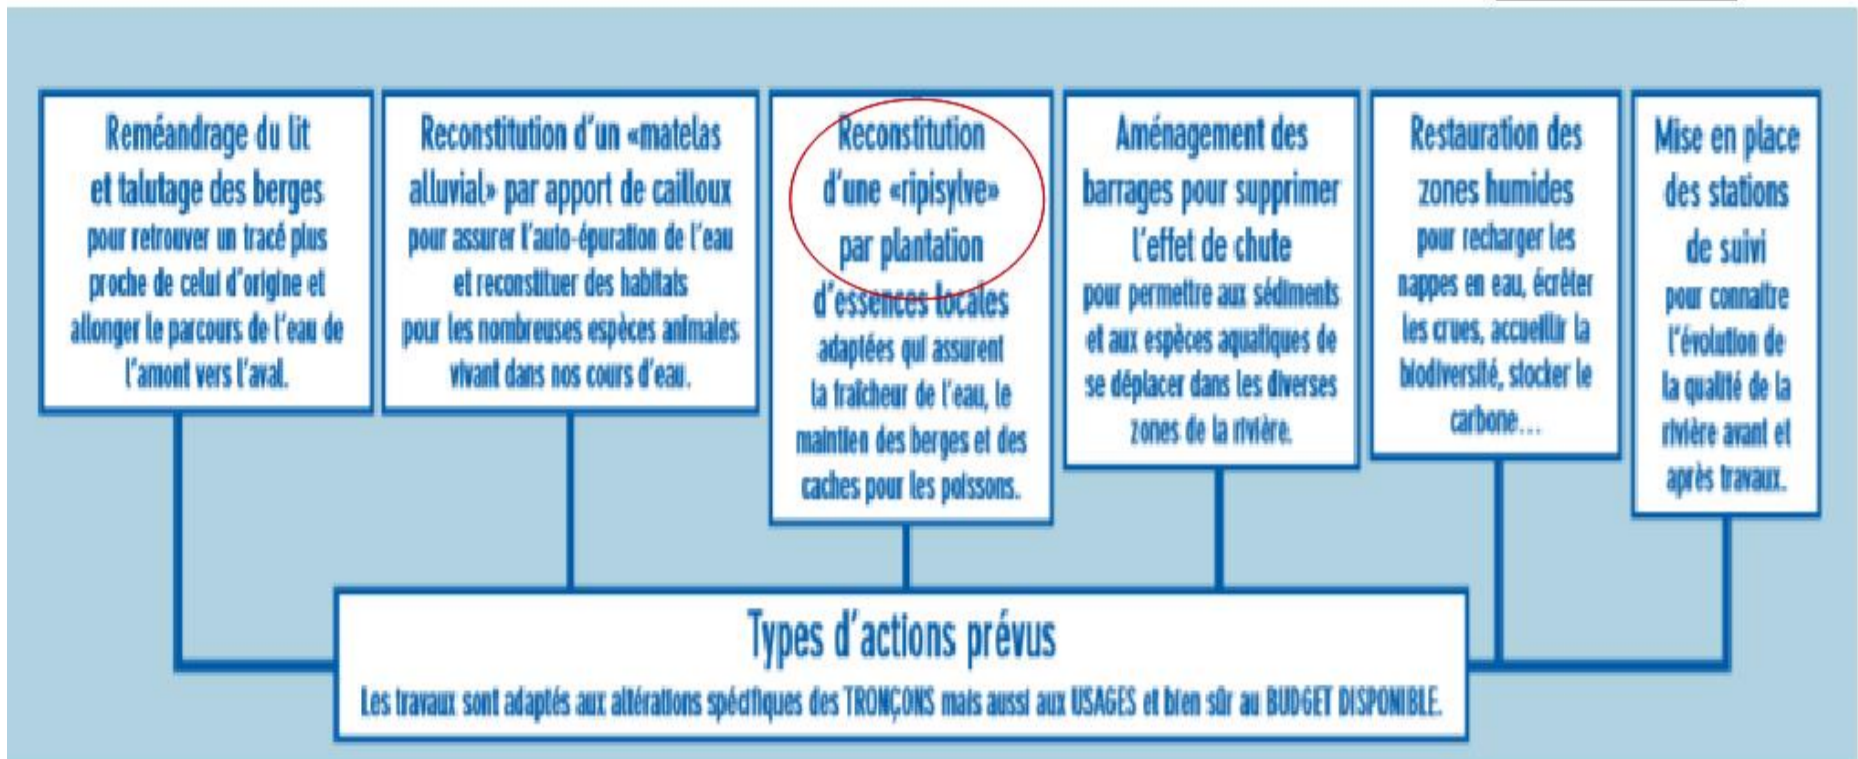 Reméandrage du lit
et talutage des berges
pour retrouver un tracé plus
proche de celui d'origine et
allonger le parcours de l'eau de
l'amont vers l'aval.
Reconstitution d'un «matelas
alluvial» par apport de cailloux
pour assurer l'auto-épuration de l'eau
et reconstituer des habitats
pour les nombreuses espèces animales
vivant dans nos cours d'eau.
Reconstitution
d'une «ripisylve»
par plantation
d'essences locales
adaptées qui assurent
la fraîcheur de l'eau, le
maintien des berges et des
caches pour les poissons.
Aménagement des
barrages pour supprimer
l'effet de chute
pour permettre aux sédiments
et aux espèces aquatiques de
se déplacer dans les diverses
zones de la rivière.
Restauration des
zones humides
pour recharger les
nappes en eau, écrêter
les crues, accueillir la
biodiversité, stocker le
carbone...
Mise en place
des stations
de suivi
pour connaître
l'évolution de
la qualité de la
rivière avant et
après travaux.
Types d'actions prévus
Les travaux sont adaptés aux altérations spécifiques des TRONÇONS mais aussi aux USAGES et bien sûr au BUDGET DISPONIBLE.